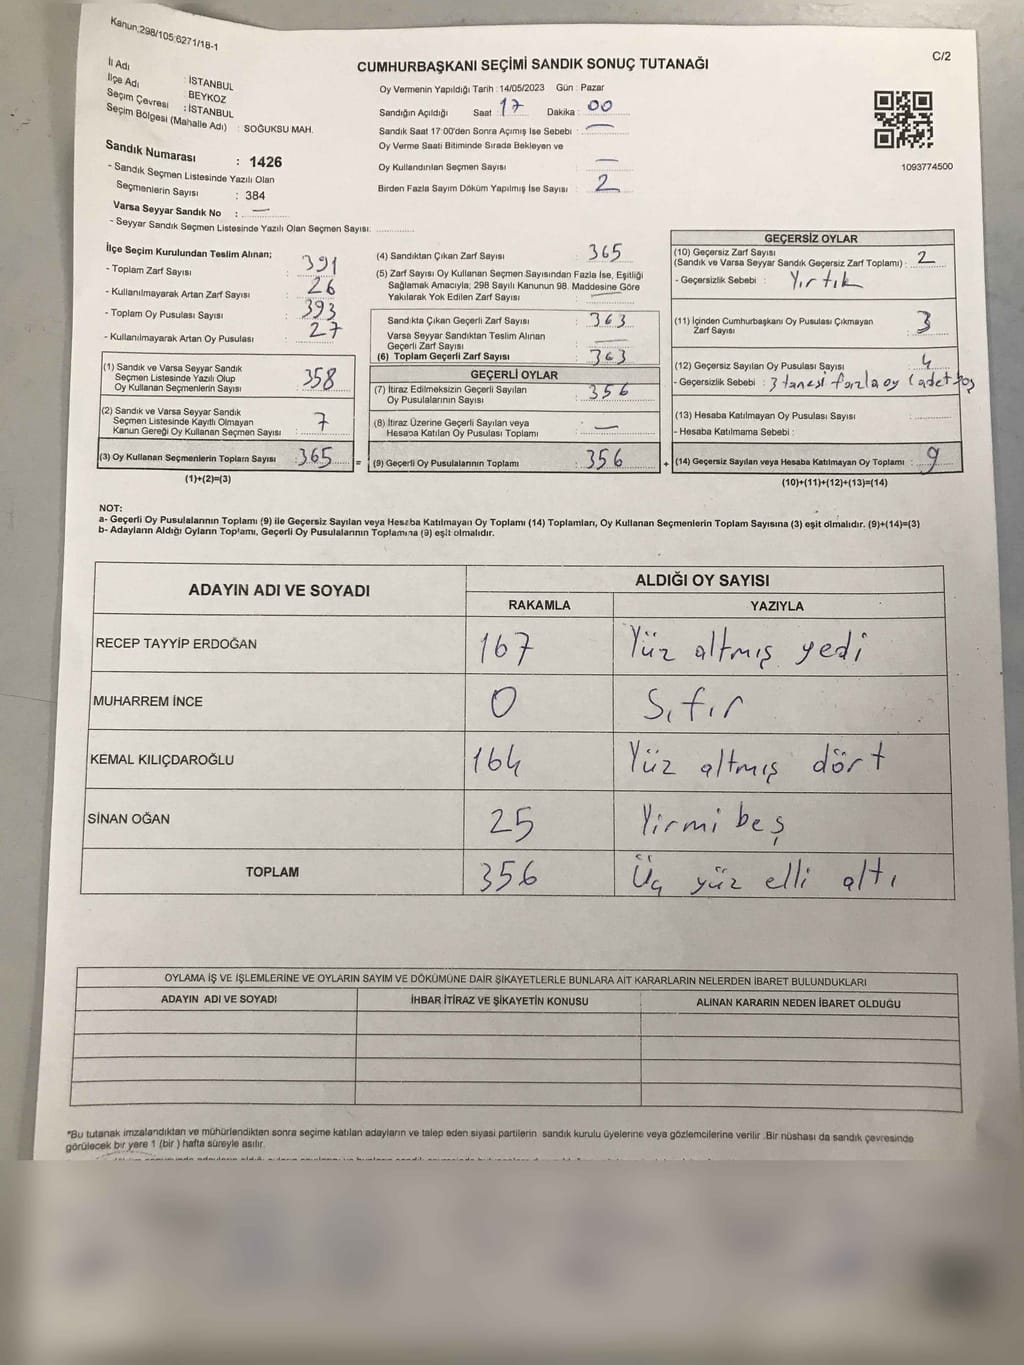 Kanun:298/105:6271/18-1
C/2
CUMHURBAŞKANI SEÇİMİ SANDIK SONUÇ TUTANAĞI
İl Adı : İSTANBUL
İlçe Adı : BEYKOZ
Seçim Çevresi : İSTANBUL
Seçim Bölgesi (Mahalle Adı) : SOĞUKSU MAH.
Sandık Numarası : 1426
- Sandık Seçmen Listesinde Yazılı Olan
Seçmenlerin Sayısı : 384
Varsa Seyyar Sandık No : —
- Seyyar Sandık Seçmen Listesinde Yazılı Olan Seçmen Sayısı:
Oy Vermenin Yapıldığı Tarih : 14/05/2023 Gün : Pazar
Sandığın Açıldığı Saat : 17 Dakika : 00
Sandık Saat 17:00'den Sonra Açımış İse Sebebi : —
Oy Verme Saati Bitiminde Sırada Bekleyen ve
Oy Kullandırılan Seçmen Sayısı : —
Birden Fazla Sayım Döküm Yapılmış İse Sayısı : 2
1093774500
İlçe Seçim Kurulundan Teslim Alınan;
- Toplam Zarf Sayısı : 391
- Kullanılmayarak Artan Zarf Sayısı : 26
- Toplam Oy Pusulası Sayısı : 393
- Kullanılmayarak Artan Oy Pusulası : 27
(1) Sandık ve Varsa Seyyar Sandık
Seçmen Listesinde Yazılı Olup
Oy Kullanan Seçmenlerin Sayısı : 358
(2) Sandık ve Varsa Seyyar Sandık
Seçmen Listesinde Kayıtlı Olmayan
Kanun Gereği Oy Kullanan Seçmen Sayısı : 7
(3) Oy Kullanan Seçmenlerin Toplam Sayısı : 365 =
(1)+(2)=(3)
(4) Sandıktan Çıkan Zarf Sayısı : 365
(5) Zarf Sayısı Oy Kullanan Seçmen Sayısından Fazla İse, Eşitliği
Sağlamak Amacıyla; 298 Sayılı Kanunun 98. Maddesine Göre
Yakılarak Yok Edilen Zarf Sayısı : —
Sandıkta Çıkan Geçerli Zarf Sayısı : 363
Varsa Seyyar Sandıktan Teslim Alınan
Geçerli Zarf Sayısı : —
(6) Toplam Geçerli Zarf Sayısı : 363
GEÇERLİ OYLAR
(7) İtiraz Edilmeksizin Geçerli Sayılan
Oy Pusulalarının Sayısı : 356
(8) İtiraz Üzerine Geçerli Sayılan veya
Hesaba Katılan Oy Pusulası Toplamı : —
(9) Geçerli Oy Pusulalarının Toplamı : 356 +
GEÇERSİZ OYLAR
(10) Geçersiz Zarf Sayısı
(Sandık ve Varsa Seyyar Sandık Geçersiz Zarf Toplamı) : 2
- Geçersizlik Sebebi : Yırtık
(11) İçinden Cumhurbaşkanı Oy Pusulası Çıkmayan
Zarf Sayısı : 3
(12) Geçersiz Sayılan Oy Pusulası Sayısı : 4
- Geçersizlik Sebebi : 3 tanesi fazla oy 1 adet boş
(13) Hesaba Katılmayan Oy Pusulası Sayısı :
- Hesaba Katılmama Sebebi :
(14) Geçersiz Sayılan veya Hesaba Katılmayan Oy Toplamı : 9
(10)+(11)+(12)+(13)=(14)
NOT:
a- Geçerli Oy Pusulalarının Toplamı (9) ile Geçersiz Sayılan veya Hesaba Katılmayan Oy Toplamı (14) Toplamları, Oy Kullanan Seçmenlerin Toplam Sayısına (3) eşit olmalıdır. (9)+(14)=(3)
b- Adayların Aldığı Oyların Toplamı, Geçerli Oy Pusulalarının Toplamına (9) eşit olmalıdır.
ADAYIN ADI VE SOYADI
ALDIĞI OY SAYISI
RAKAMLA YAZIYLA
RECEP TAYYİP ERDOĞAN 167 Yüz altmış yedi
MUHARREM İNCE 0 Sıfır
KEMAL KILIÇDAROĞLU 164 Yüz altmış dört
SİNAN OĞAN 25 Yirmi beş
TOPLAM 356 Üç yüz elli altı
OYLAMA İŞ VE İŞLEMLERİNE VE OYLARIN SAYIM VE DÖKÜMÜNE DAİR ŞİKAYETLERLE BUNLARA AİT KARARLARIN NELERDEN İBARET BULUNDUKLARI
ADAYIN ADI VE SOYADI İHBAR İTİRAZ VE ŞİKAYETİN KONUSU ALINAN KARARIN NEDEN İBARET OLDUĞU
*Bu tutanak imzalandıktan ve mühürlendikten sonra seçime katılan adayların ve talep eden siyasi partilerin sandık kurulu üyelerine veya gözlemcilerine verilir .Bir nüshası da sandık çevresinde
görülecek bir yere 1 (bir ) hafta süreyle asılır.